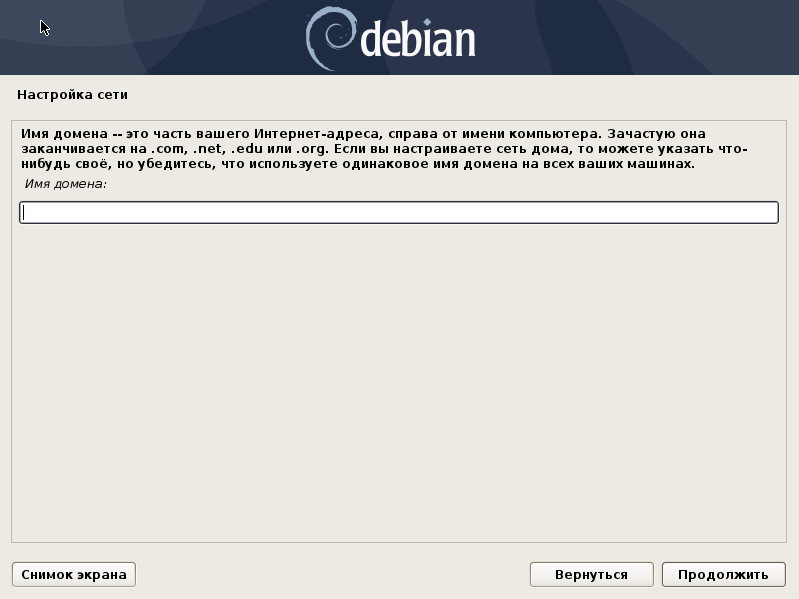 debian
Настройка сети
Имя домена -- это часть вашего Интернет-адреса, справа от имени компьютера. Зачастую она
заканчивается на .com, .net, .edu или .org. Если вы настраиваете сеть дома, то можете указать что-
нибудь своё, но убедитесь, что используете одинаковое имя домена на всех ваших машинах.
Имя домена:
Снимок экрана
Вернуться
Продолжить